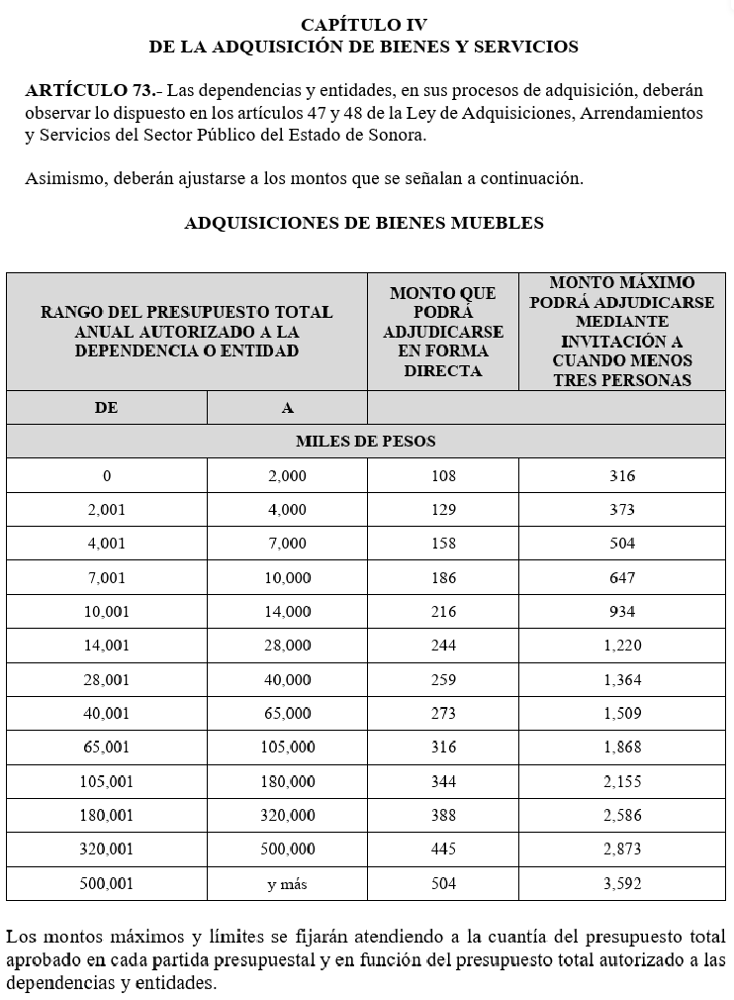 CAPÍTULO IV
DE LA ADQUISICIÓN DE BIENES Y SERVICIOS
ARTÍCULO 73.- Las dependencias y entidades, en sus procesos de adquisición, deberán
observar lo dispuesto en los artículos 47 y 48 de la Ley de Adquisiciones, Arrendamientos
y Servicios del Sector Público del Estado de Sonora.
Asimismo, deberán ajustarse a los montos que se señalan a continuación.
ADQUISICIONES DE BIENES MUEBLES
RANGO DEL PRESUPUESTO TOTAL
ANUAL AUTORIZADO A LA
DEPENDENCIA O ENTIDAD
MONTO QUE
PODRÁ
ADJUDICARSE
EN FORMA
DIRECTA
MONTO MÁXIMO
PODRÁ ADJUDICARSE
MEDIANTE
INVITACIÓN A
CUANDO MENOS
TRES PERSONAS
DE A
MILES DE PESOS
0 2,000 108 316
2,001 4,000 129 373
4,001 7,000 158 504
7,001 10,000 186 647
10,001 14,000 216 934
14,001 28,000 244 1,220
28,001 40,000 259 1,364
40,001 65,000 273 1,509
65,001 105,000 316 1,868
105,001 180,000 344 2,155
180,001 320,000 388 2,586
320,001 500,000 445 2,873
500,001 y más 504 3,592
Los montos máximos y límites se fijarán atendiendo a la cuantía del presupuesto total
aprobado en cada partida presupuestal y en función del presupuesto total autorizado a las
dependencias y entidades.